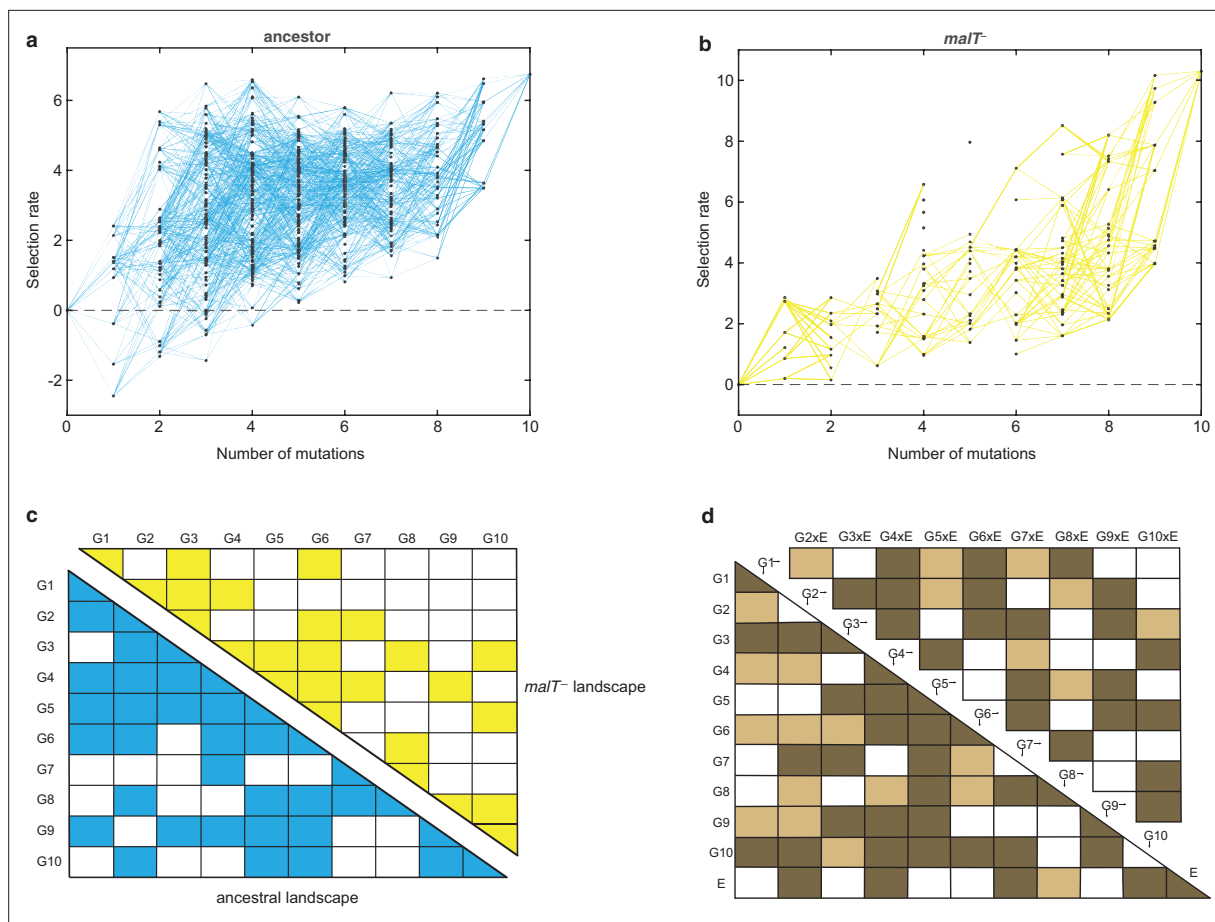 a
ancestor
Selection rate
6
4
2
0
-2
0 2 4 6 8 10
Number of mutations
b
malT-
Selection rate
10
8
6
4
2
0
0 2 4 6 8 10
Number of mutations
c
G1 G2 G3 G4 G5 G6 G7 G8 G9 G10
G1
G2
G3
G4
G5
G6
G7
G8
G9
G10
malT– landscape
ancestral landscape
d
G2xE G3xE G4xE G5xE G6xE G7xE G8xE G9xE G10xE
G1→
G2→
G3→
G4→
G5→
G6→
G7→
G8→
G9→
G10
E
G1
G2
G3
G4
G5
G6
G7
G8
G9
G10
E